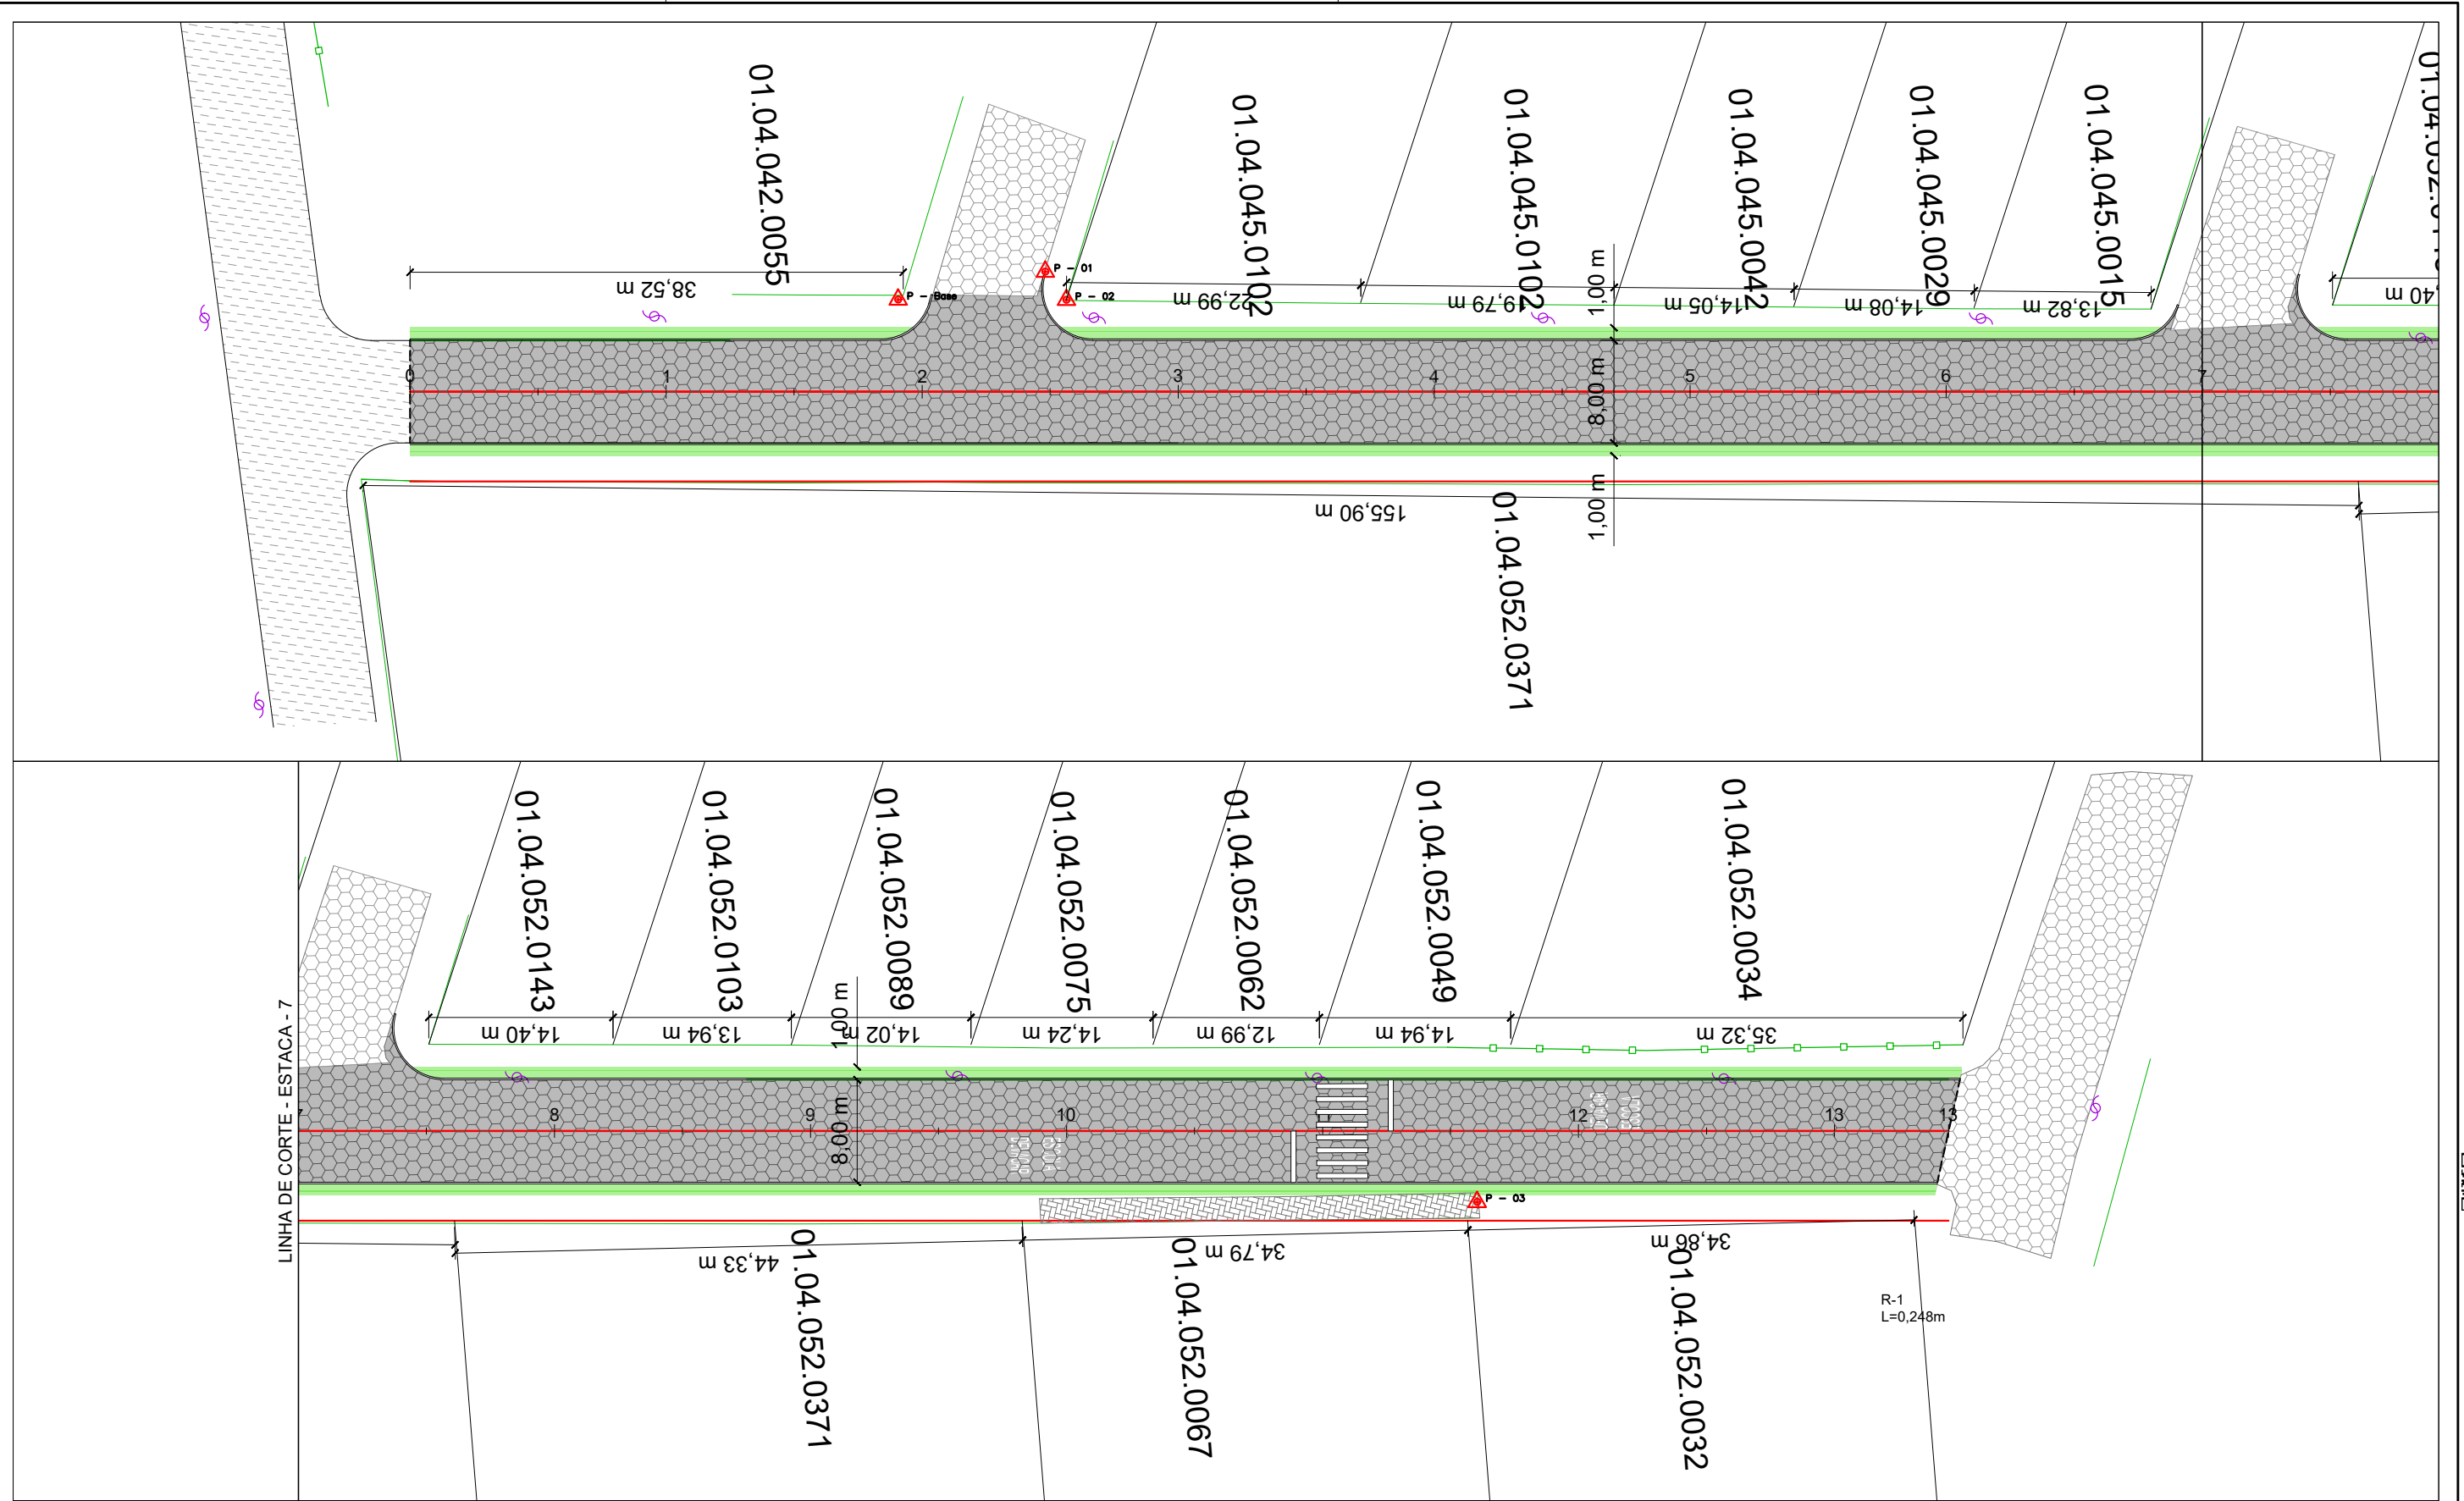 01.04.042.0055
01.04.045.0102
01.04.045.0102
01.04.045.0042
01.04.045.0029
01.04.045.0015
38,52 m
P - Base
P - 01
P - 02
22,99 m
19,79 m
1,00 m
14,05 m
14,08 m
13,82 m
0
1
2
3
4
5
6
7
8,00 m
1,00 m
155,90 m
01.04.052.0371
LINHA DE CORTE - ESTACA - 7
01.04.052.0143
01.04.052.0103
01.04.052.0089
01.04.052.0075
01.04.052.0062
01.04.052.0049
01.04.052.0034
14,40 m
13,94 m
1,00 m
14,02 m
14,24 m
12,99 m
14,94 m
35,32 m
8
9
10
12
13
13
8,00 m
P - 03
44,33 m
34,79 m
34,86 m
01.04.052.0371
01.04.052.0067
01.04.052.0032
R-1
L=0,248m